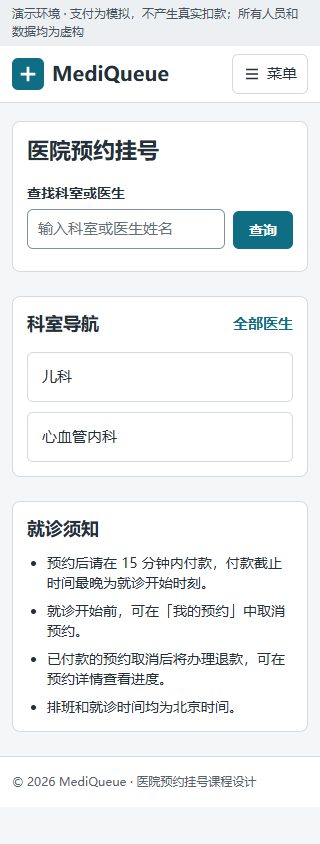 演示环境 · 支付为模拟，不产生真实扣款；所有人员和
数据均为虚构
MediQueue
菜单
医院预约挂号
查找科室或医生
输入科室或医生姓名
查询
科室导航
全部医生
儿科
心血管内科
就诊须知
预约后请在 15 分钟内付款，付款截止
时间最晚为就诊开始时刻。
就诊开始前，可在「我的预约」中取消
预约。
已付款的预约取消后将办理退款，可在
预约详情查看进度。
排班和就诊时间均为北京时间。
© 2026 MediQueue · 医院预约挂号课程设计